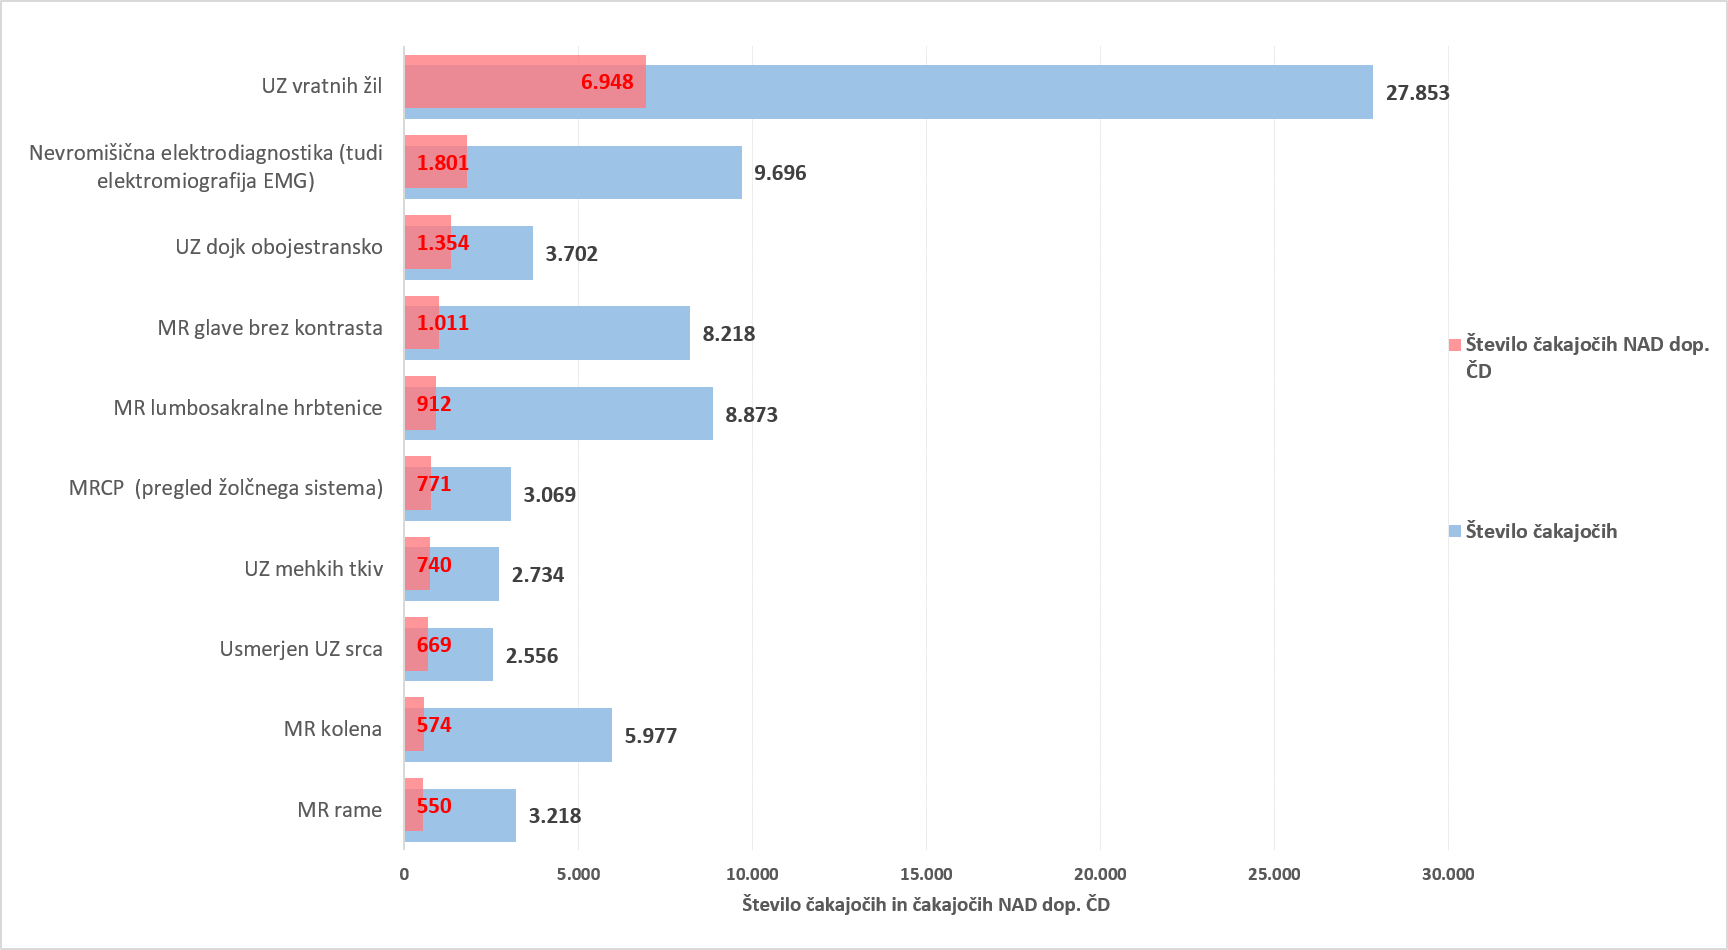 UZ vratnih žil
6.948
27.853
Nevromišična elektrodiagnostika (tudi
elektromiografija EMG)
1.801
9.696
UZ dojk obojestransko
1.354
3.702
MR glave brez kontrasta
1.011
8.218
MR lumbosakralne hrbtenice
912
8.873
MRCP  (pregled žolčnega sistema)
771
3.069
UZ mehkih tkiv
740
2.734
Usmerjen UZ srca
669
2.556
MR kolena
574
5.977
MR rame
550
3.218
0
5.000
10.000
15.000
20.000
25.000
30.000
Število čakajočih in čakajočih NAD dop. ČD
Število čakajočih NAD dop.
ČD
Število čakajočih